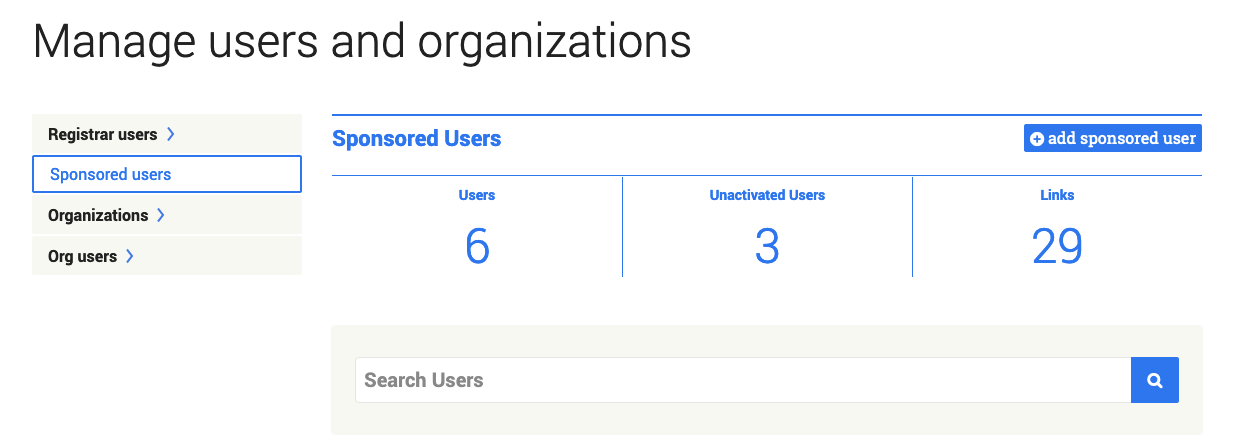 Manage users and organizations
Registrar users
Sponsored users
Organizations
Org users
Sponsored Users
add sponsored user
Users
Unactivated Users
Links
6
3
29
Search Users